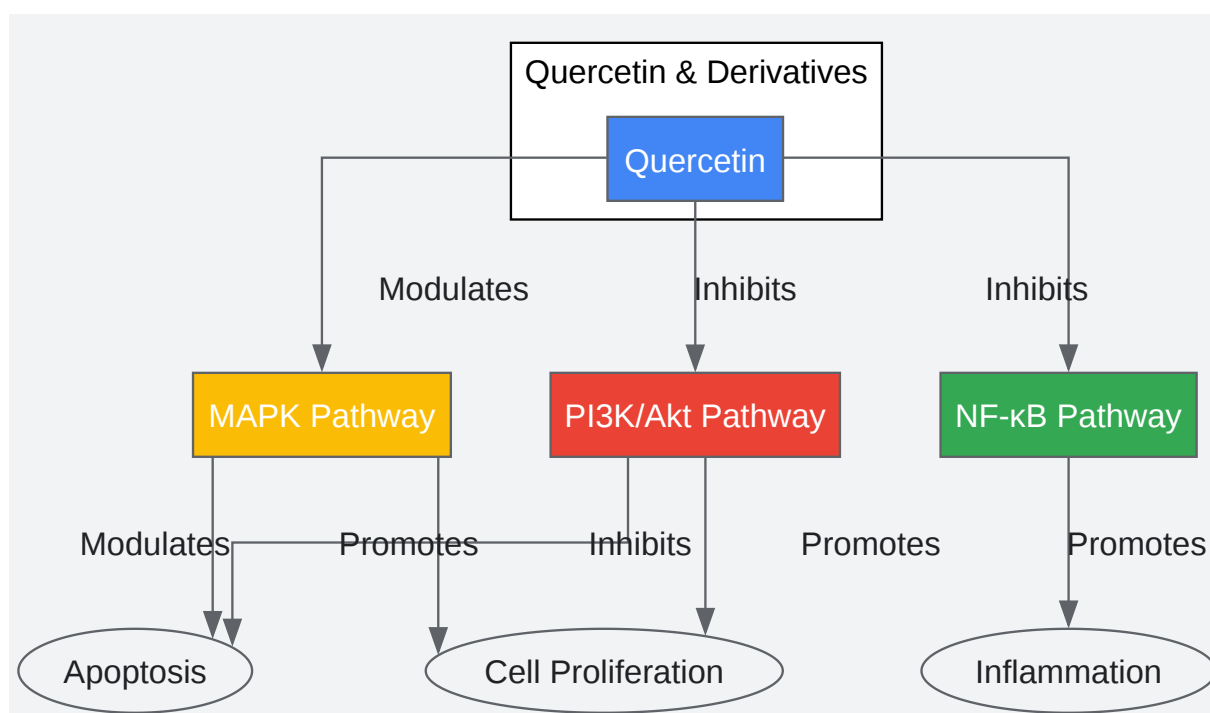 Quercetin & Derivatives
Quercetin
Modulates
Inhibits
Inhibits
MAPK Pathway
PI3K/Akt Pathway
NF-κB Pathway
Modulates
Promotes
Inhibits
Promotes
Promotes
Apoptosis
Cell Proliferation
Inflammation